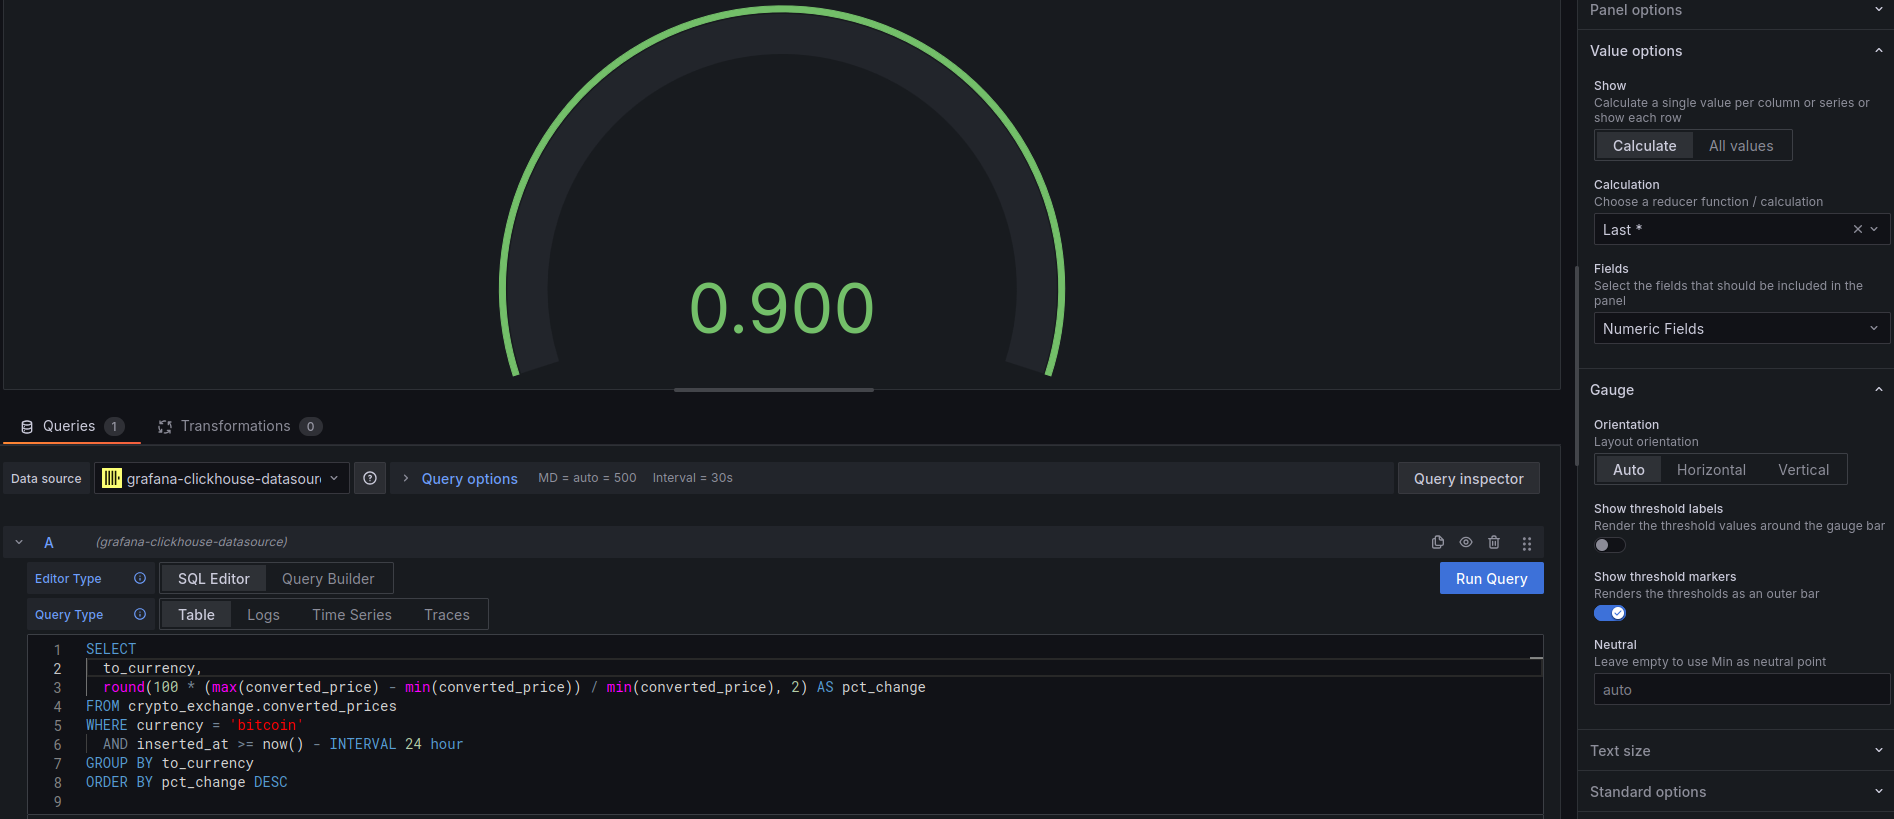 0.900
Queries 1 Transformations 0
Data source grafana-clickhouse-datasour Query options MD = auto = 500 Interval = 30s Query inspector
A (grafana-clickhouse-datasource)
Editor Type SQL Editor Query Builder Run Query
Query Type Table Logs Time Series Traces
1 SELECT
2 to_currency,
3 round(100 * (max(converted_price) - min(converted_price)) / min(converted_price), 2) AS pct_change
4 FROM crypto_exchange.converted_prices
5 WHERE currency = 'bitcoin'
6 AND inserted_at >= now() - INTERVAL 24 hour
7 GROUP BY to_currency
8 ORDER BY pct_change DESC
9
Panel options
Value options
Show
Calculate a single value per column or series or
show each row
Calculate All values
Calculation
Choose a reducer function / calculation
Last *
Fields
Select the fields that should be included in the
panel
Numeric Fields
Gauge
Orientation
Layout orientation
Auto Horizontal Vertical
Show threshold labels
Render the threshold values around the gauge bar
Show threshold markers
Renders the thresholds as an outer bar
Neutral
Leave empty to use Min as neutral point
auto
Text size
Standard options